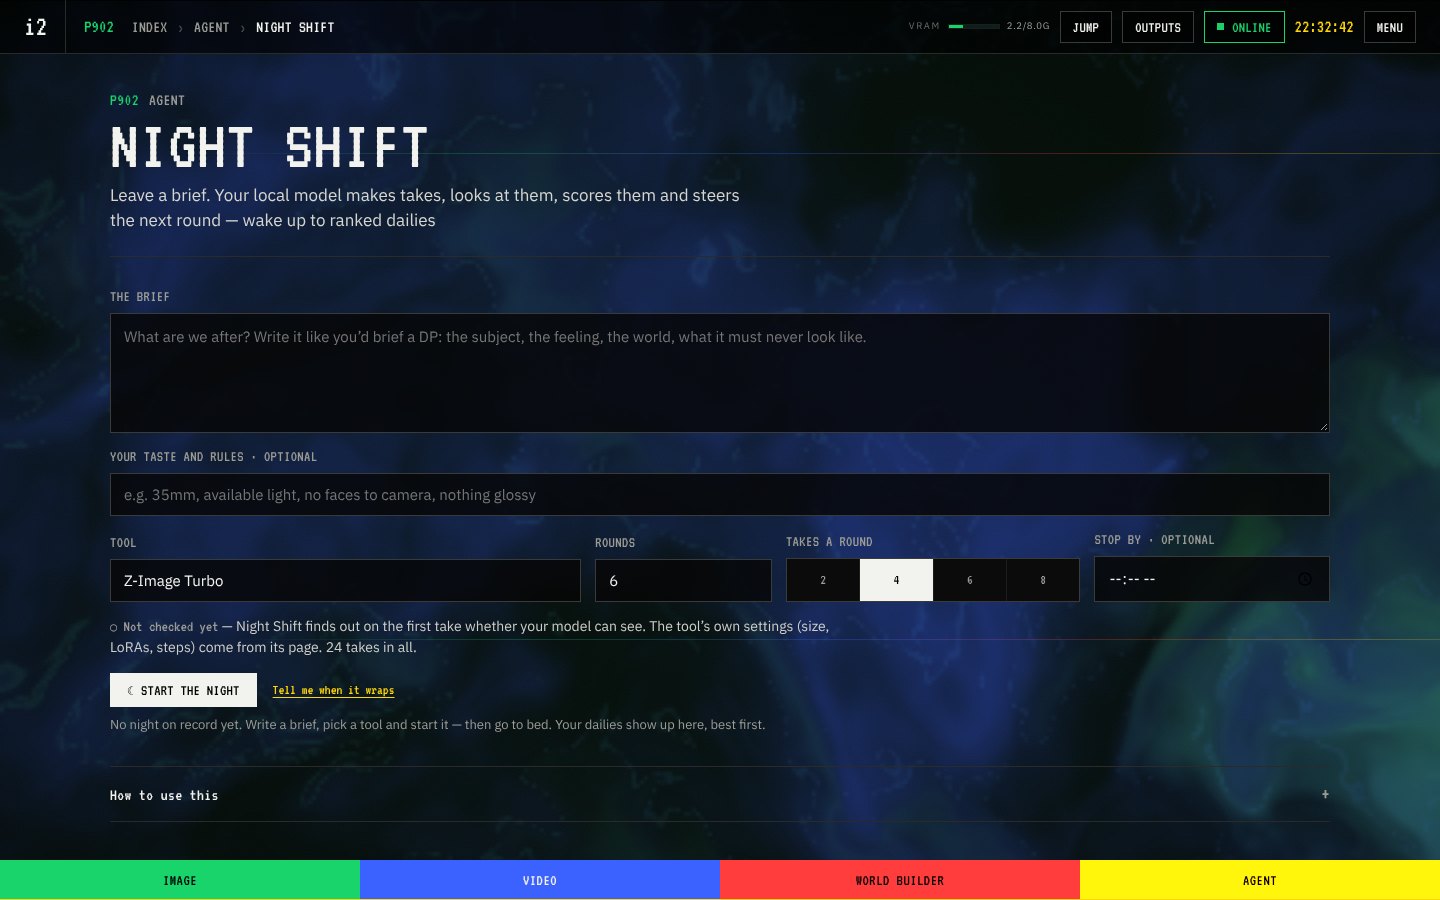 i2 P902 INDEX › AGENT › NIGHT SHIFT VRAM 2.2/8.0G JUMP OUTPUTS ONLINE 22:32:42 MENU
P902 AGENT
NIGHT SHIFT
Leave a brief. Your local model makes takes, looks at them, scores them and steers
the next round — wake up to ranked dailies
THE BRIEF
What are we after? Write it like you’d brief a DP: the subject, the feeling, the world, what it must never look like.
YOUR TASTE AND RULES · OPTIONAL
e.g. 35mm, available light, no faces to camera, nothing glossy
TOOL ROUNDS TAKES A ROUND STOP BY · OPTIONAL
Z-Image Turbo 6 2 4 6 8 --:-- --
○ Not checked yet — Night Shift finds out on the first take whether your model can see. The tool’s own settings (size,
LoRAs, steps) come from its page. 24 takes in all.
☾ START THE NIGHT Tell me when it wraps
No night on record yet. Write a brief, pick a tool and start it — then go to bed. Your dailies show up here, best first.
How to use this +
IMAGE VIDEO WORLD BUILDER AGENT